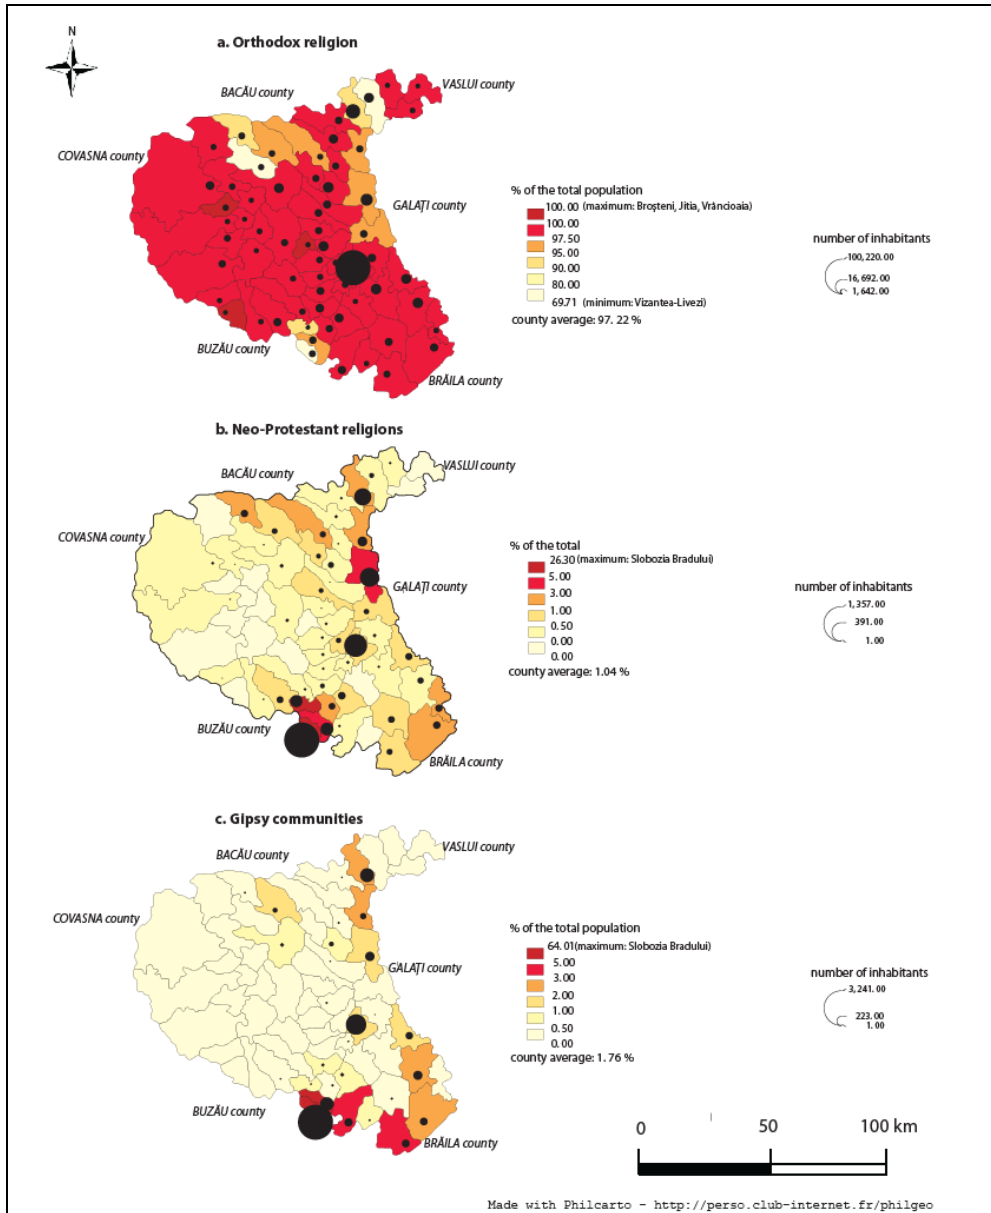 N
a. Orthodox religion
BACĂU county
VASLUI county
COVASNA county
GALAȚI county
BUZĂU county
BRĂILA county
% of the total population
100.00 (maximum: Broșteni, Jitia, Vrâncioaia)
100.00
97.50
95.00
90.00
80.00
69.71 (minimum: Vizantea-Livezi)
county average: 97. 22 %
number of inhabitants
100,220.00
16,692.00
1,642.00
b. Neo-Protestant religions
BACĂU county
VASLUI county
COVASNA county
GALAȚI county
BUZĂU county
BRĂILA county
% of the total
26.30 (maximum: Slobozia Bradului)
5.00
3.00
1.00
0.50
0.00
0.00
county average: 1.04 %
number of inhabitants
1,357.00
391.00
1.00
c. Gipsy communities
BACĂU county
VASLUI county
COVASNA county
GALAȚI county
BUZĂU county
BRĂILA county
% of the total population
64. 01(maximum: Slobozia Bradului)
5.00
3.00
2.00
1.00
0.50
0.00
county average: 1.76 %
number of inhabitants
3,241.00
223.00
1.00
0 50 100 km
Made with Philcarto - http://perso.club-internet.fr/philgeo